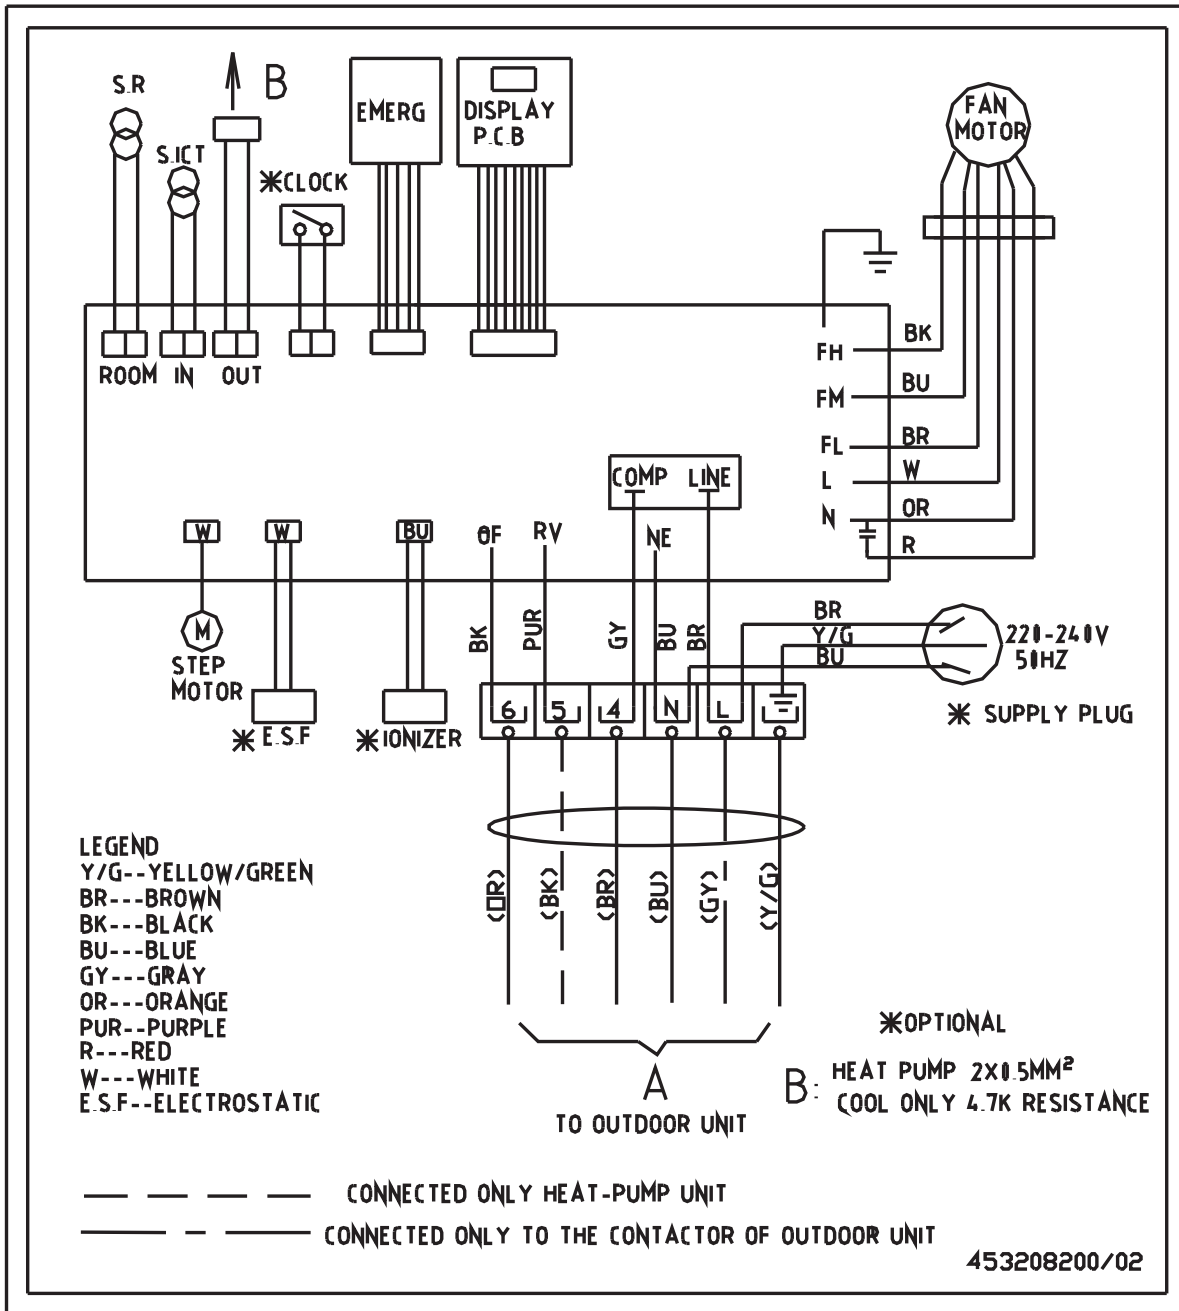 S.R
B
S.ICT
✳CLOCK
EMERG
DISPLAY
P.C.B
FAN
MOTOR
ROOM IN OUT
FH
BK
FM
BU
FL
BR
L
W
N
OR
R
COMP LINE
W
W
BU
OF
RV
NE
M
STEP
MOTOR
✳ E.S.F
✳IONIZER
BK
PUR
GY
BU
BR
BR
Y/G
BU
220-240V
50HZ
✳ SUPPLY PLUG
6 5 4 N L
(OR)
(BK)
(BR)
(BU)
(GY)
(Y/G)
LEGEND
Y/G--YELLOW/GREEN
BR---BROWN
BK---BLACK
BU---BLUE
GY---GRAY
OR---ORANGE
PUR--PURPLE
R---RED
W---WHITE
E.S.F--ELECTROSTATIC
A
TO OUTDOOR UNIT
✳OPTIONAL
B: HEAT PUMP 2X0.5MM²
COOL ONLY 4.7K RESISTANCE
CONNECTED ONLY HEAT-PUMP UNIT
CONNECTED ONLY TO THE CONTACTOR OF OUTDOOR UNIT
453208200/02